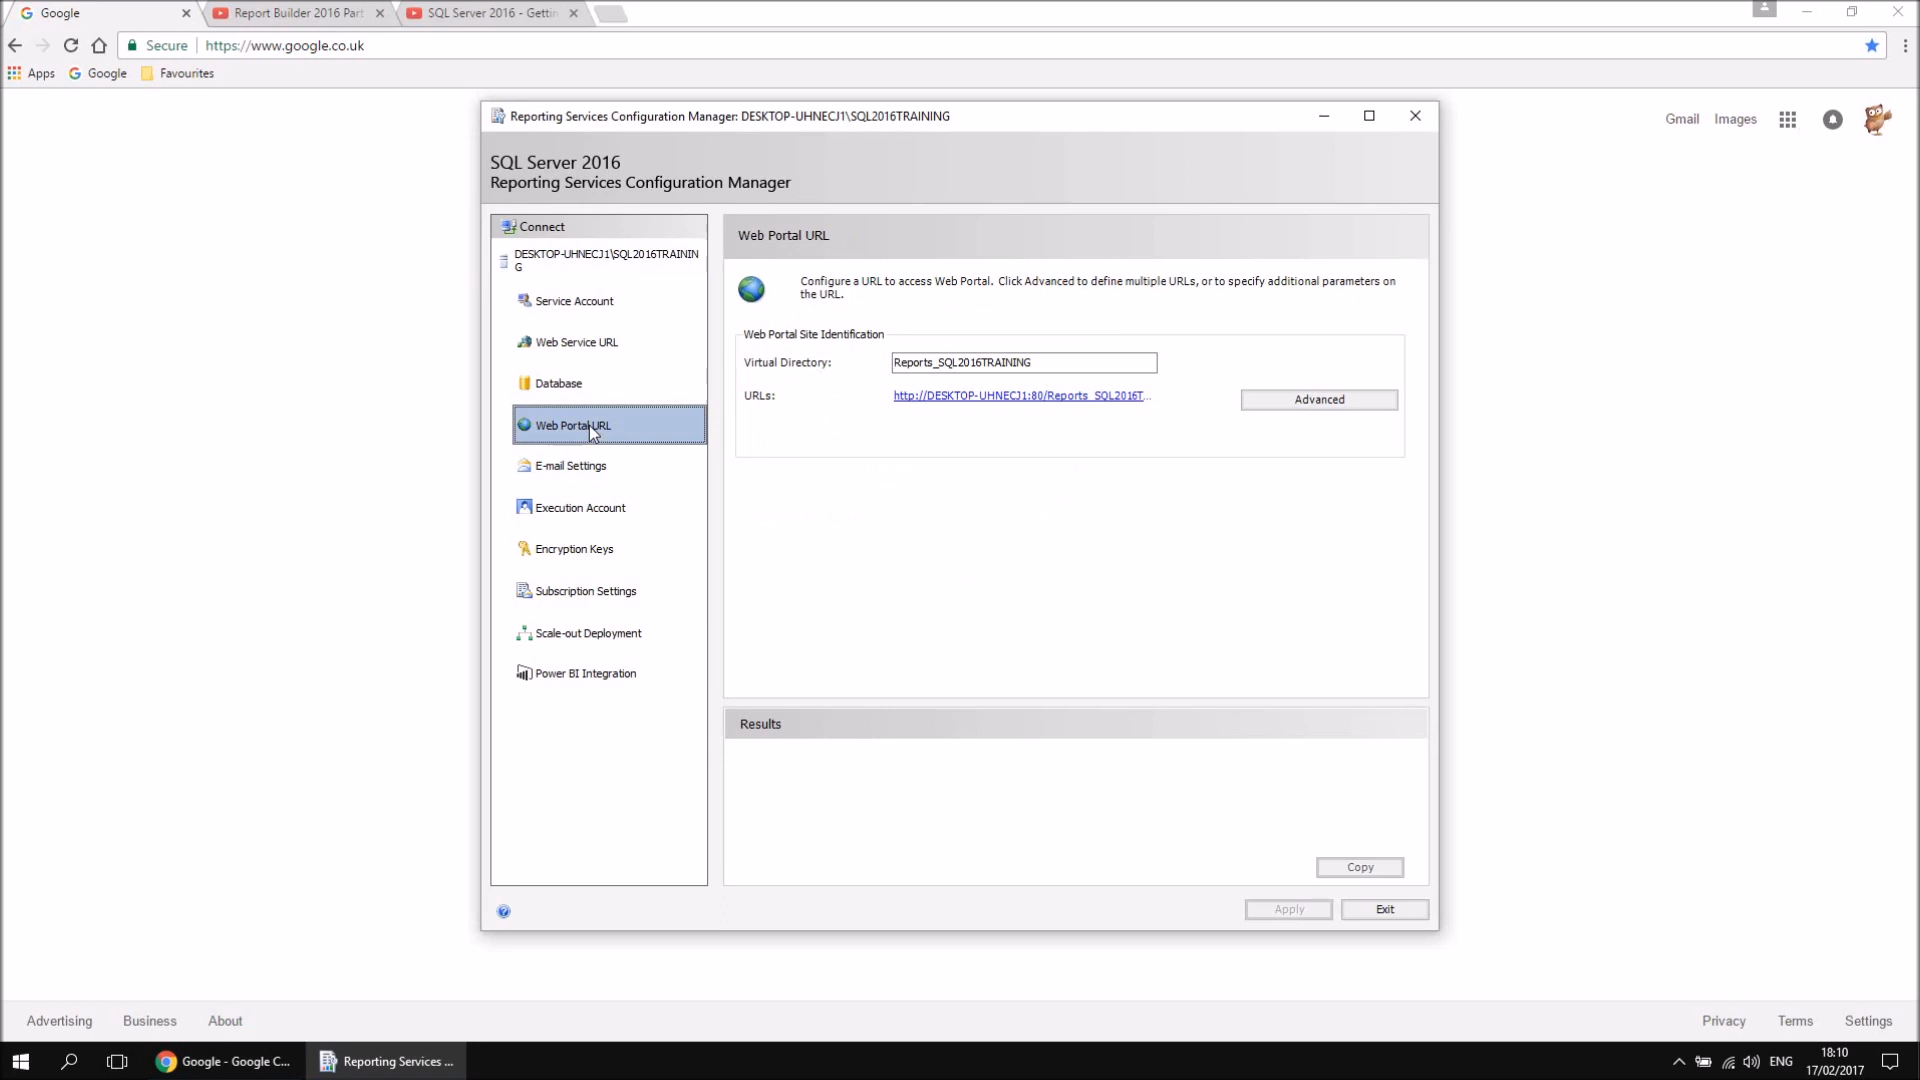 Google
Report Builder 2016 Part
SQL Server 2016 - Gettin
Secure
https://www.google.co.uk
Apps
Google
Favourites
Gmail
Images
Reporting Services Configuration Manager: DESKTOP-UHNECJ1\SQL2016TRAINING
SQL Server 2016
Reporting Services Configuration Manager
Connect
DESKTOP-UHNECJ1\SQL2016TRAININ
G
Service Account
Web Service URL
Database
Web Portal URL
E-mail Settings
Execution Account
Encryption Keys
Subscription Settings
Scale-out Deployment
Power BI Integration
Web Portal URL
Configure a URL to access Web Portal. Click Advanced to define multiple URLs, or to specify additional parameters on
the URL.
Web Portal Site Identification
Virtual Directory:
Reports_SQL2016TRAINING
URLs:
http://DESKTOP-UHNECJ1:80/Reports_SQL2016T...
Advanced
Results
Copy
Apply
Exit
Advertising
Business
About
Privacy
Terms
Settings
Google - Google C...
Reporting Services ...
ENG
18:10
17/02/2017